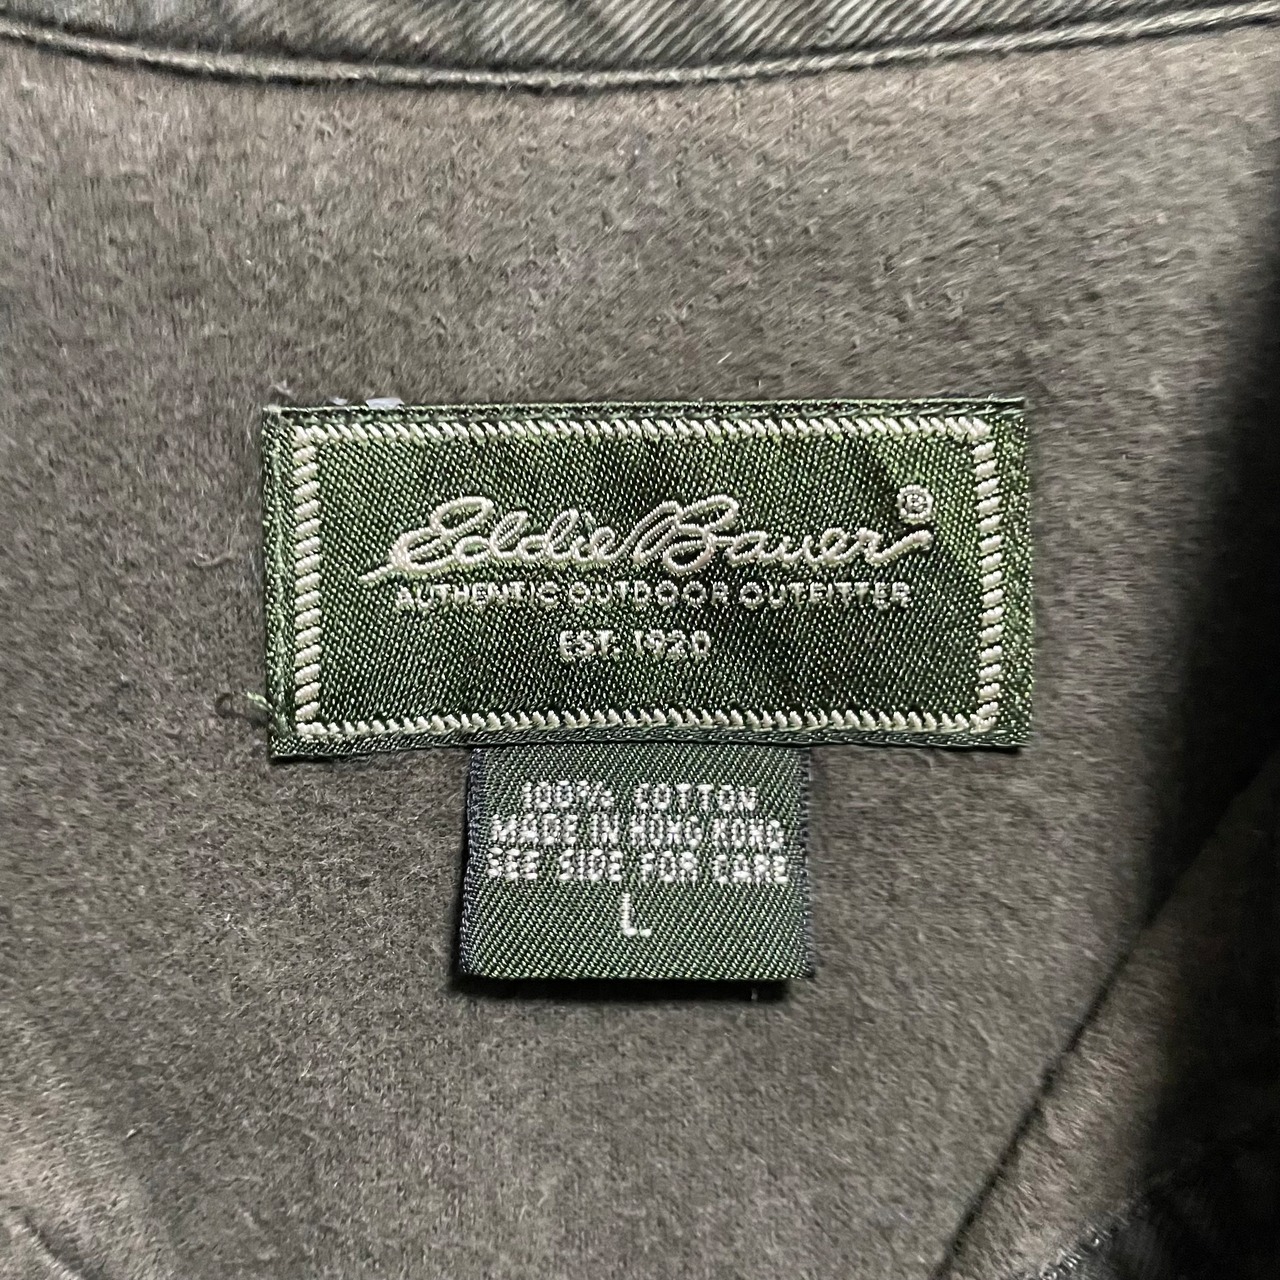 Eddie Bauer®
AUTHENTIC OUTDOOR OUTFITTER
EST. 1920
100% COTTON
MADE IN HONG KONG
SEE SIDE FOR CARE
L